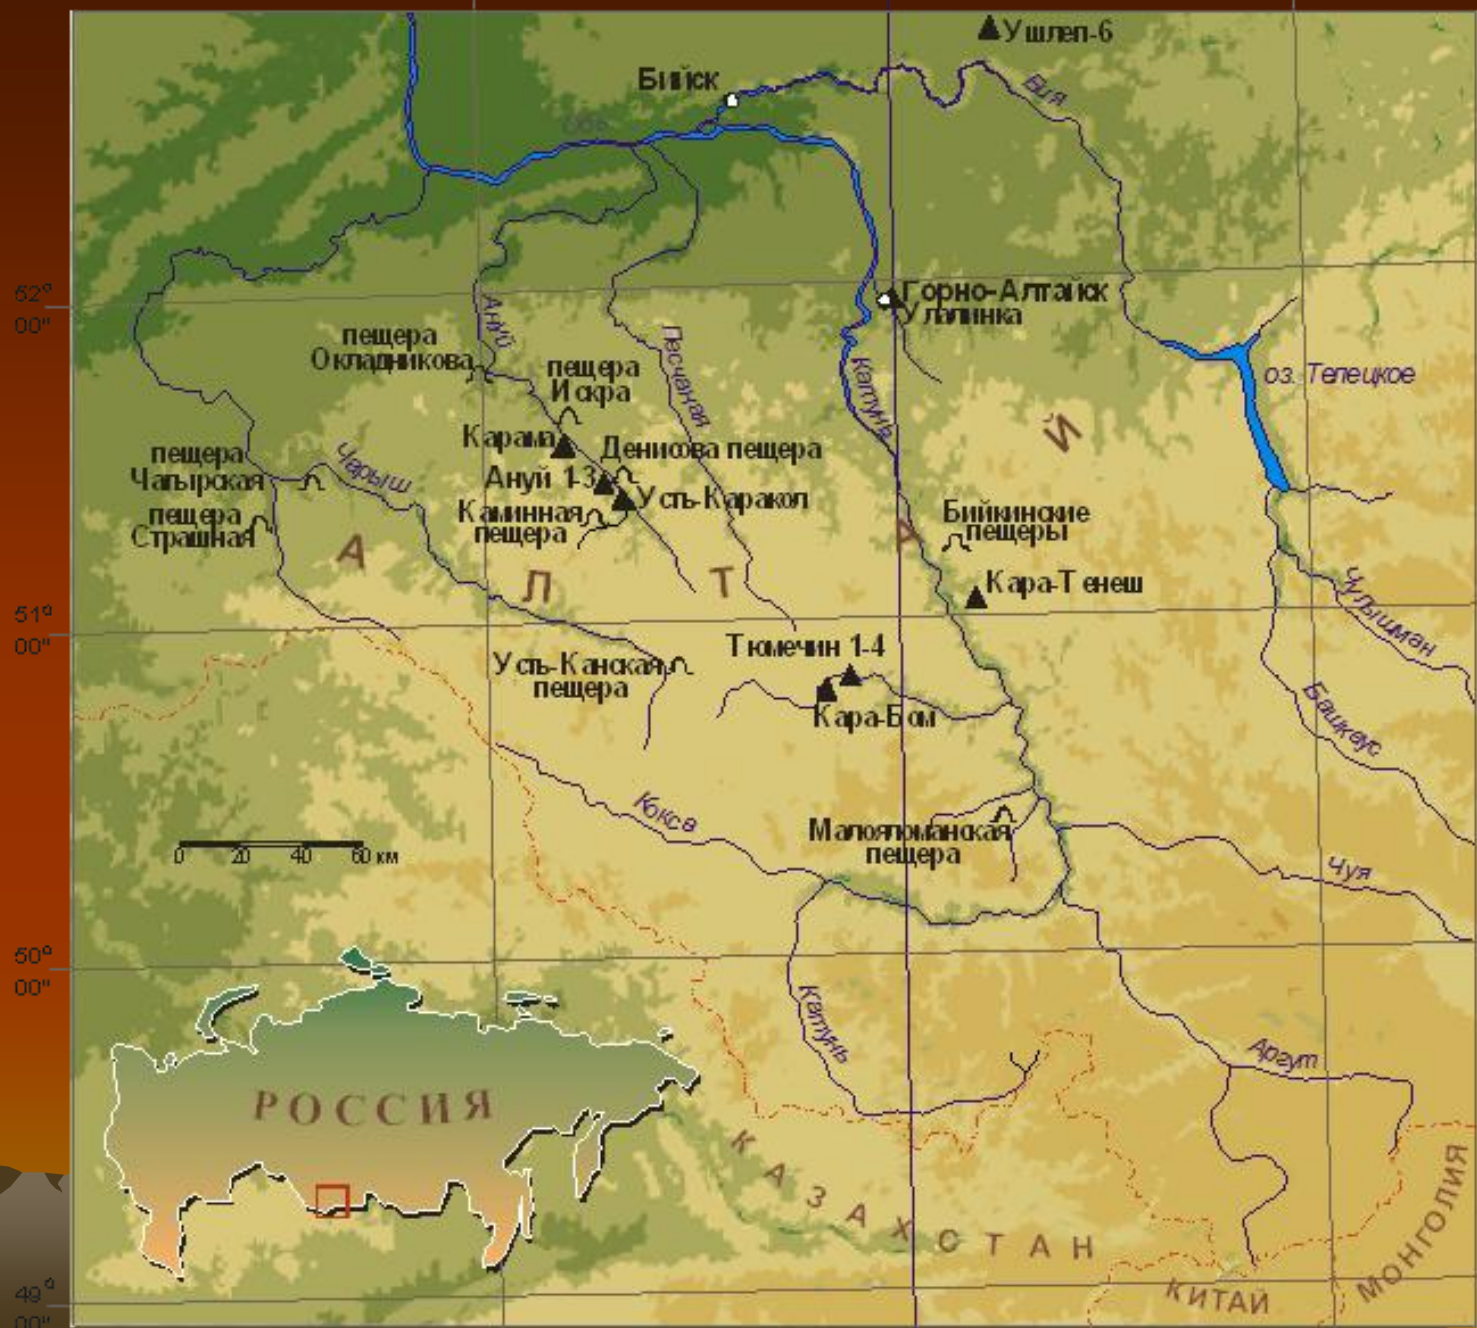 Ушлеп-6
Бийск
Бия
Обь
52°
00"
Горно-Алтайск
Улалинка
Ануй
Песчаная
Катунь
пещера
Окладникова
пещера
Искра
оз. Телецкое
Й
Карама
Денисова пещера
пещера
Чагырская
Чарыш
Ануй 1-3
Усть-Каракол
пещера
Страшная
Каминная
пещера
Бийкинские
пещеры
А
Л
Т
А
Кара-Тенеш
Чулышман
51°
00"
Тюмечин 1-4
Усть-Канская
пещера
Кара-Бом
Башкаус
Кокса
Малояломанская
пещера
0 20 40 60 км
Чуя
50°
00"
Катунь
Аргут
РОССИЯ
КАЗАХСТАН
КИТАЙ
МОНГОЛИЯ
49°
00"